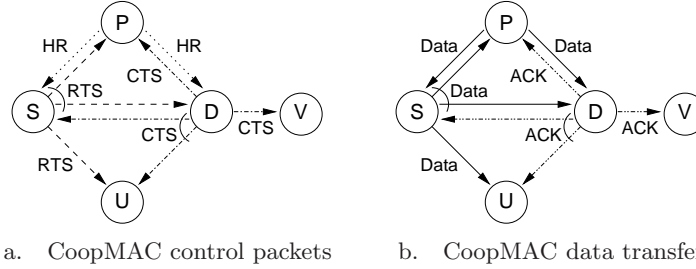 P
HR
HR
CTS
RTS
S
D
V
CTS
CTS
RTS
U
a. CoopMAC control packets
P
Data
Data
ACK
Data
S
D
V
ACK
ACK
Data
U
b. CoopMAC data transfe